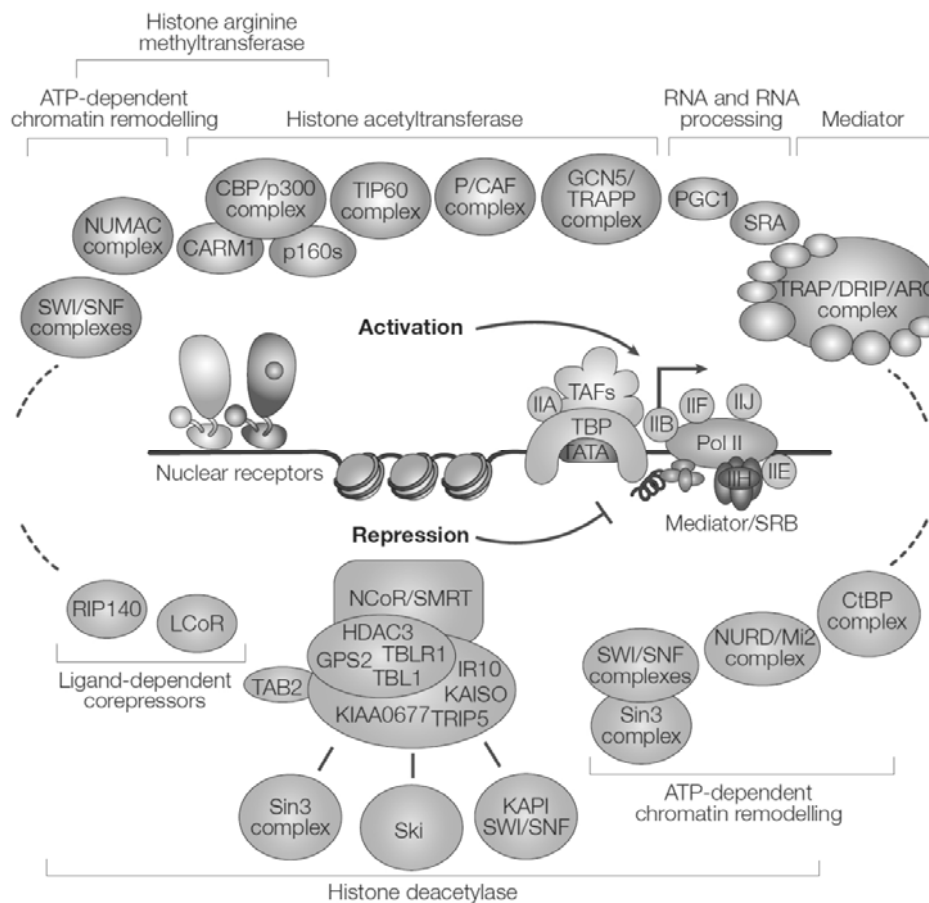 Histone arginine
methyltransferase
ATP-dependent
chromatin remodelling
Histone acetyltransferase
RNA and RNA
processing
Mediator
CBP/p300
complex
TIP60
complex
P/CAF
complex
GCN5/
TRAPP
complex
PGC1
SRA
NUMAC
complex
CARM1
p160s
SWI/SNF
complexes
TRAP/DRIP/ARC
complex
Activation
TAFs
IIA
TBP
TATA
IIB
IIF
IIJ
Pol II
IIH
IIE
Nuclear receptors
Mediator/SRB
Repression
NCoR/SMRT
HDAC3
GPS2
TBLR1
TBL1
IR10
KAISO
KIAA0677
TRIP5
TAB2
RIP140
LCoR
Ligand-dependent
corepressors
CtBP
complex
NURD/Mi2
complex
SWI/SNF
complexes
Sin3
complex
ATP-dependent
chromatin remodelling
Sin3
complex
Ski
KAPI
SWI/SNF
Histone deacetylase